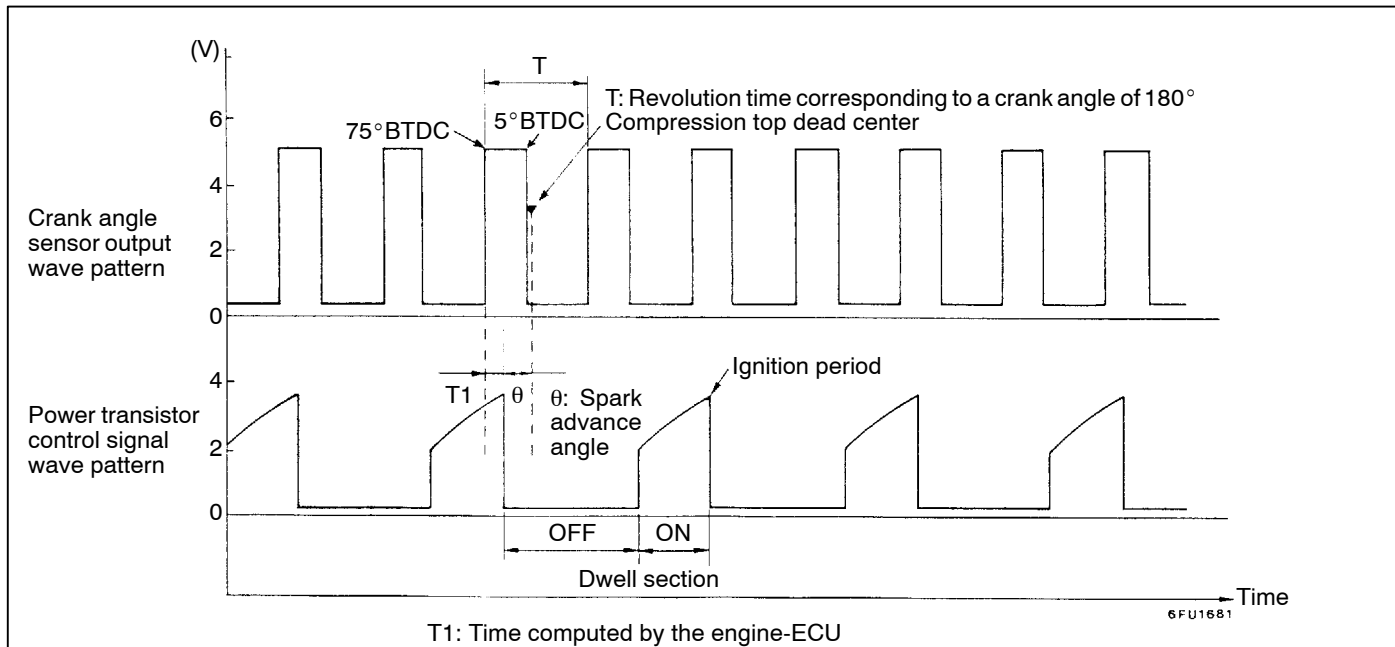 (V)
T
T: Revolution time corresponding to a crank angle of 180°
Compression top dead center
75°BTDC
5°BTDC
6
4
2
0
Crank angle
sensor output
wave pattern
T1
θ
θ: Spark
advance
angle
Ignition period
4
2
0
Power transistor
control signal
wave pattern
OFF
ON
Dwell section
Time
6FU1681
T1: Time computed by the engine-ECU